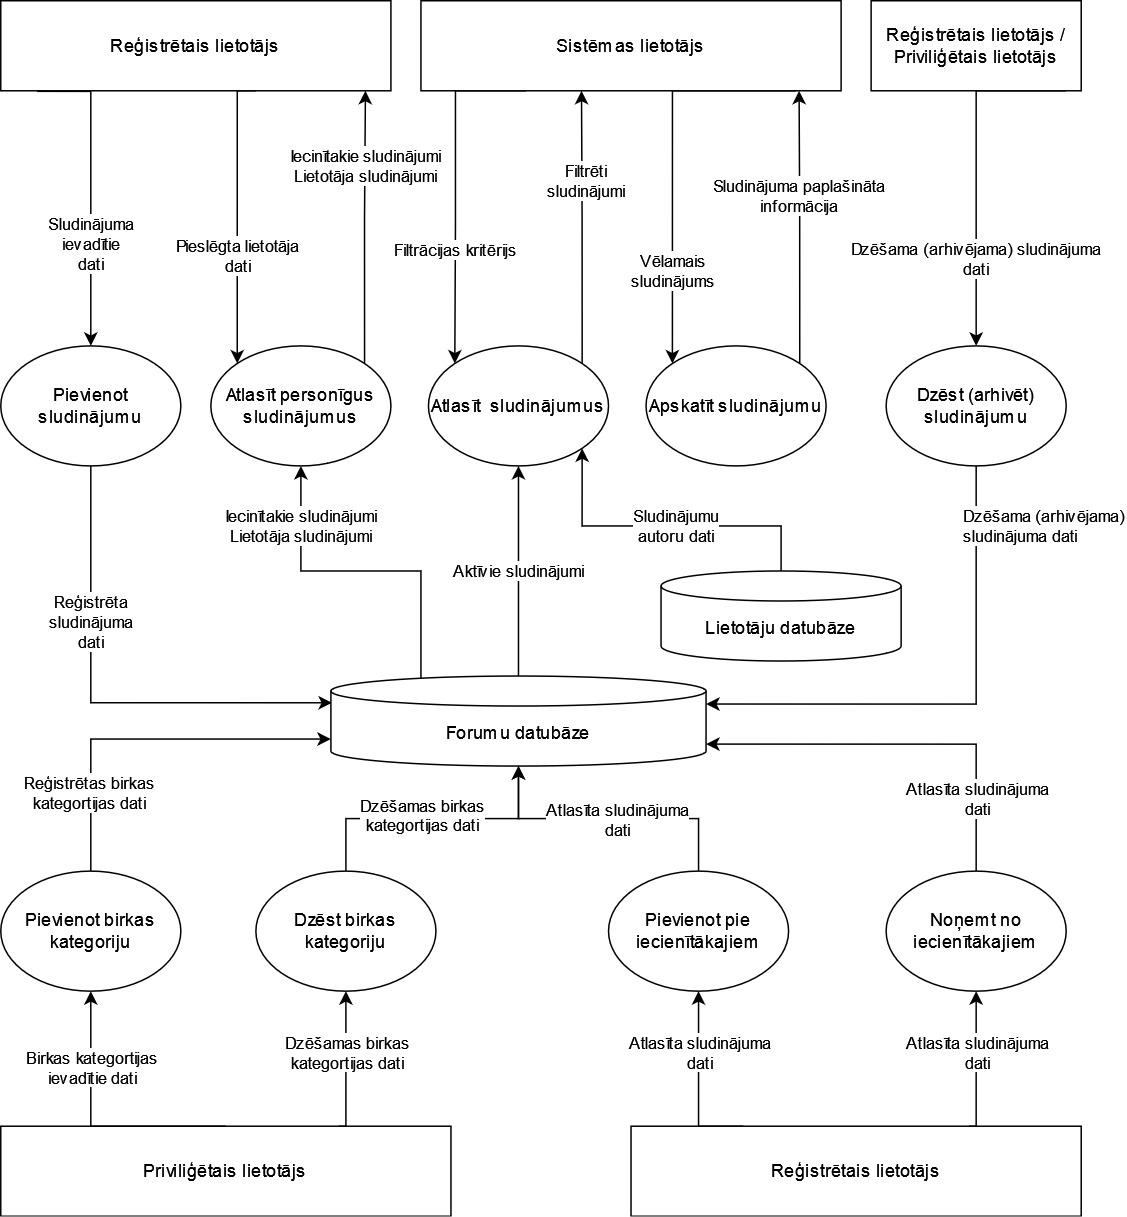 Reģistrētais lietotājs
Sistēmas lietotājs
Reģistrētais lietotājs /
Priviliģētais lietotājs
Iecinītakie sludinājumi
Lietotāja sludinājumi
Filtrēti
sludinājumi
Sludinājuma paplašināta
informācija
Sludinājuma
ievadītie
dati
Pieslēgta lietotāja
dati
Filtrācijas kritērijs
Vēlamais
sludinājums
Dzēšama (arhivējama) sludinājuma
dati
Pievienot
sludinājumu
Atlasīt personīgus
sludinājumus
Atlasīt sludinājumus
Apskatīt sludinājumu
Dzēst (arhivēt)
sludinājumu
Iecinītakie sludinājumi
Lietotāja sludinājumi
Sludinājumu
autoru dati
Dzēšama (arhivējama)
sludinājuma dati
Aktīvie sludinājumi
Reģistrēta
sludinājuma
dati
Lietotāju datubāze
Forumu datubāze
Reģistrētas birkas
kategortijas dati
Dzēšamas birkas
kategortijas dati
Atlasīta sludinājuma
dati
Atlasīta sludinājuma
dati
Pievienot birkas
kategoriju
Dzēst birkas
kategoriju
Pievienot pie
iecienītākajiem
Noņemt no
iecienītākajiem
Birkas kategortijas
ievadītie dati
Dzēšamas birkas
kategortijas dati
Atlasīta sludinājuma
dati
Atlasīta sludinājuma
dati
Priviliģētais lietotājs
Reģistrētais lietotājs